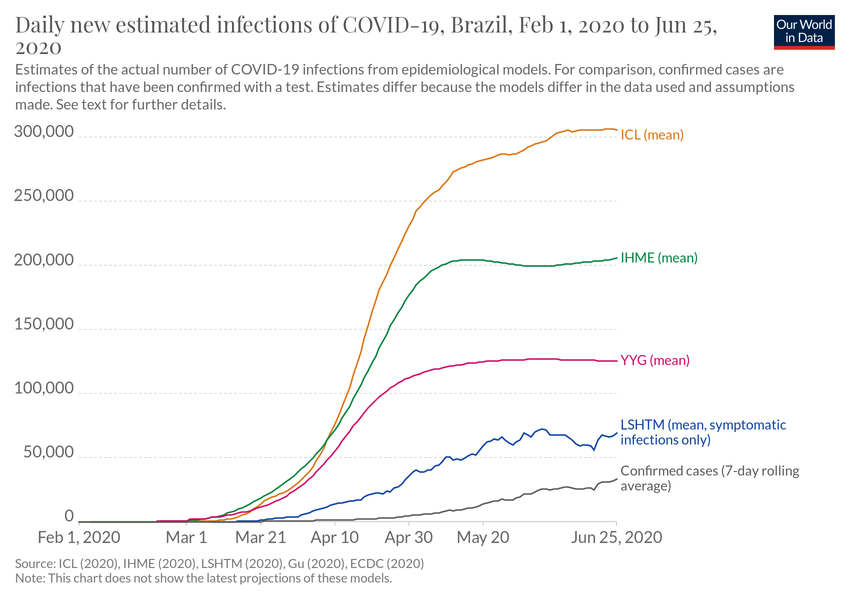 Daily new estimated infections of COVID-19, Brazil, Feb 1, 2020 to Jun 25,
2020
Our World
in Data
Estimates of the actual number of COVID-19 infections from epidemiological models. For comparison, confirmed cases are
infections that have been confirmed with a test. Estimates differ because the models differ in the data used and assumptions
made. See text for further details.
300,000
ICL (mean)
250,000
200,000
IHME (mean)
150,000
YYG (mean)
100,000
LSHTM (mean, symptomatic
infections only)
50,000
Confirmed cases (7-day rolling
average)
0
Feb 1, 2020
Mar 1
Mar 21
Apr 10
Apr 30
May 20
Jun 25, 2020
Source: ICL (2020), IHME (2020), LSHTM (2020), Gu (2020), ECDC (2020)
Note: This chart does not show the latest projections of these models.